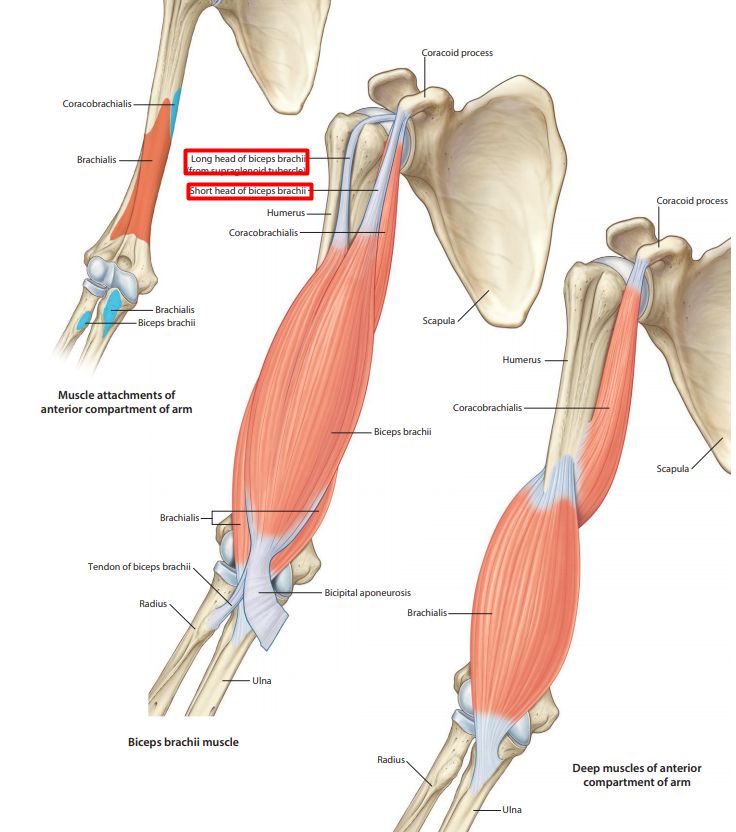 Coracoid process
Coracobrachialis
Brachialis
Long head of biceps brachii
(from supraglenoid tubercle)
Short head of biceps brachii
Humerus
Coracobrachialis
Scapula
Brachialis
Biceps brachii
Muscle attachments of
anterior compartment of arm
Biceps brachii
Brachialis
Tendon of biceps brachii
Bicipital aponeurosis
Radius
Ulna
Biceps brachii muscle
Coracoid process
Humerus
Coracobrachialis
Scapula
Brachialis
Radius
Ulna
Deep muscles of anterior
compartment of arm